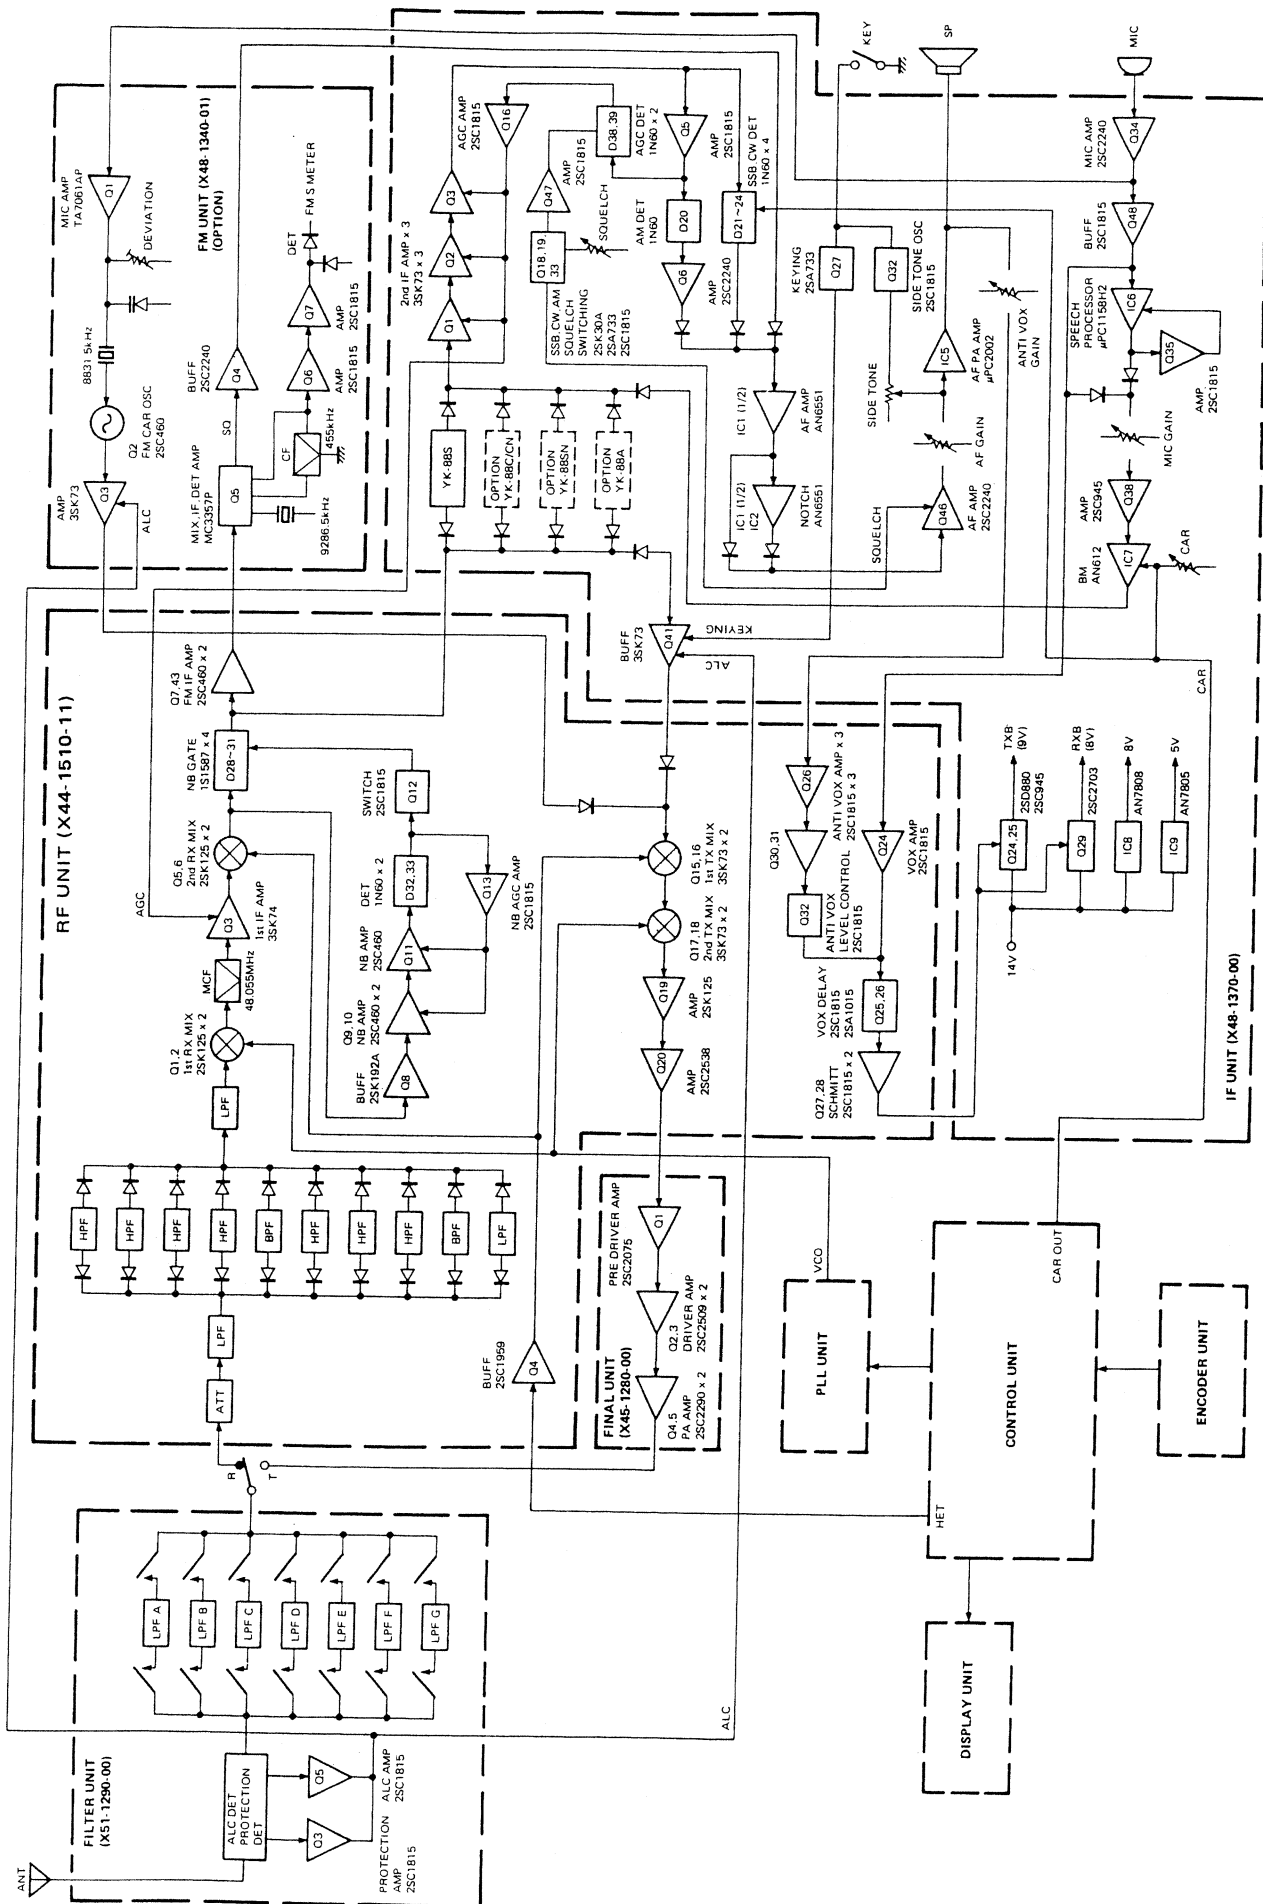 ANT
FILTER UNIT
(X51-1290-00)
ALC DET
PROTECTION
DET
Q5
Q3
ALC AMP
2SC1815
PROTECTION
AMP
2SC1815
LPF A
LPF B
LPF C
LPF D
LPF E
LPF F
LPF G
R
T
ALC
RF UNIT (X44-1510-11)
ATT
LPF
HPF
HPF
HPF
HPF
BPF
HPF
HPF
HPF
BPF
LPF
LPF
Q1,2
1st RX MIX
2SK125 x 2
MCF
48.055MHz
AGC
Q3
1st IF AMP
3SK74
Q5,6
2nd RX MIX
2SK125 x 2
NB GATE
1S1587 x 4
D28~31
Q7,43
FM IF AMP
2SC460 x 2
BUFF
2SK192A
Q8
Q9,10
NB AMP
2SC460 x 2
NB AMP
2SC460
Q11
DET
1N60 x 2
D32,33
Q13
NB AGC AMP
2SC1815
SWITCH
2SC1815
Q12
BUFF
2SC1959
Q4
Q15,16
1st TX MIX
3SK73 x 2
Q17,18
2nd TX MIX
3SK73 x 2
Q19
AMP
2SK125
Q20
AMP
2SC2538
FINAL UNIT
(X45-1280-00)
PRE DRIVER AMP
2SC2075
Q1
Q2,3
DRIVER AMP
2SC2509 x 2
Q4,5
PA AMP
2SC2290 x 2
FM UNIT (X48-1340-01)
(OPTION)
MIC AMP
TA7061AP
Q1
DEVIATION
8831.5kHz
Q2
FM CAR OSC
2SC460
AMP
3SK73
Q3
ALC
MIX.IF.DET AMP
MC3357P
Q5
SQ
BUFF
2SC2240
Q4
CF
455kHz
9286.5kHz
Q6
AMP
2SC1815
Q7
AMP
2SC1815
DET
FM S METER
2nd IF AMP x 3
3SK73 x 3
Q1
Q2
Q3
AGC AMP
2SC1815
Q16
Q47
AMP
2SC1815
D38,39
AGC DET
1N60 x 2
Q18,19,
33
SSB.CW.AM
SQUELCH
SWITCHING
2SK30A
2SA733
2SC1815
SQUELCH
Q5
AMP
2SC1815
AM DET
1N60
D20
SSB.CW DET
1N60 x 4
D21~24
Q6
AMP
2SC2240
YK-88S
OPTION
YK-88C/CN
OPTION
YK-88SN
OPTION
YK-88A
IC1 (1/2)
AF AMP
AN6551
IC1 (1/2)
IC2
NOTCH
AN6551
SQUELCH
Q46
AF AMP
2SC2240
AF GAIN
IC5
AF PA AMP
µPC2002
SIDE TONE
KEYING
2SA733
Q27
Q32
SIDE TONE OSC
2SC1815
KEY
SP
MIC
ANTI VOX
GAIN
MIC AMP
2SC2240
Q34
BUFF
2SC1815
Q48
SPEECH
PROCESSOR
µPC1158H2
IC6
Q35
AMP
2SC1815
MIC GAIN
AMP
2SC945
Q38
BM
AN612
IC7
CAR
BUFF
3SK73
Q41
KEYING
ALC
Q26
Q30,31
ANTI VOX AMP x 3
2SC1815 x 3
Q32
ANTI VOX
LEVEL CONTROL
2SC1815
Q24
VOX AMP
2SC1815
VOX DELAY
2SC1815
2SA1015
Q25,26
Q27,28
SCHMITT
2SC1815 x 2
14V
TXB
(9V)
Q24,25
2SD880
2SC945
RXB
(8V)
Q29
2SC2703
8V
IC8
AN7808
5V
IC9
AN7805
CAR
IF UNIT (X48-1370-00)
VCO
PLL UNIT
HET
CAR OUT
CONTROL UNIT
ENCODER UNIT
DISPLAY UNIT